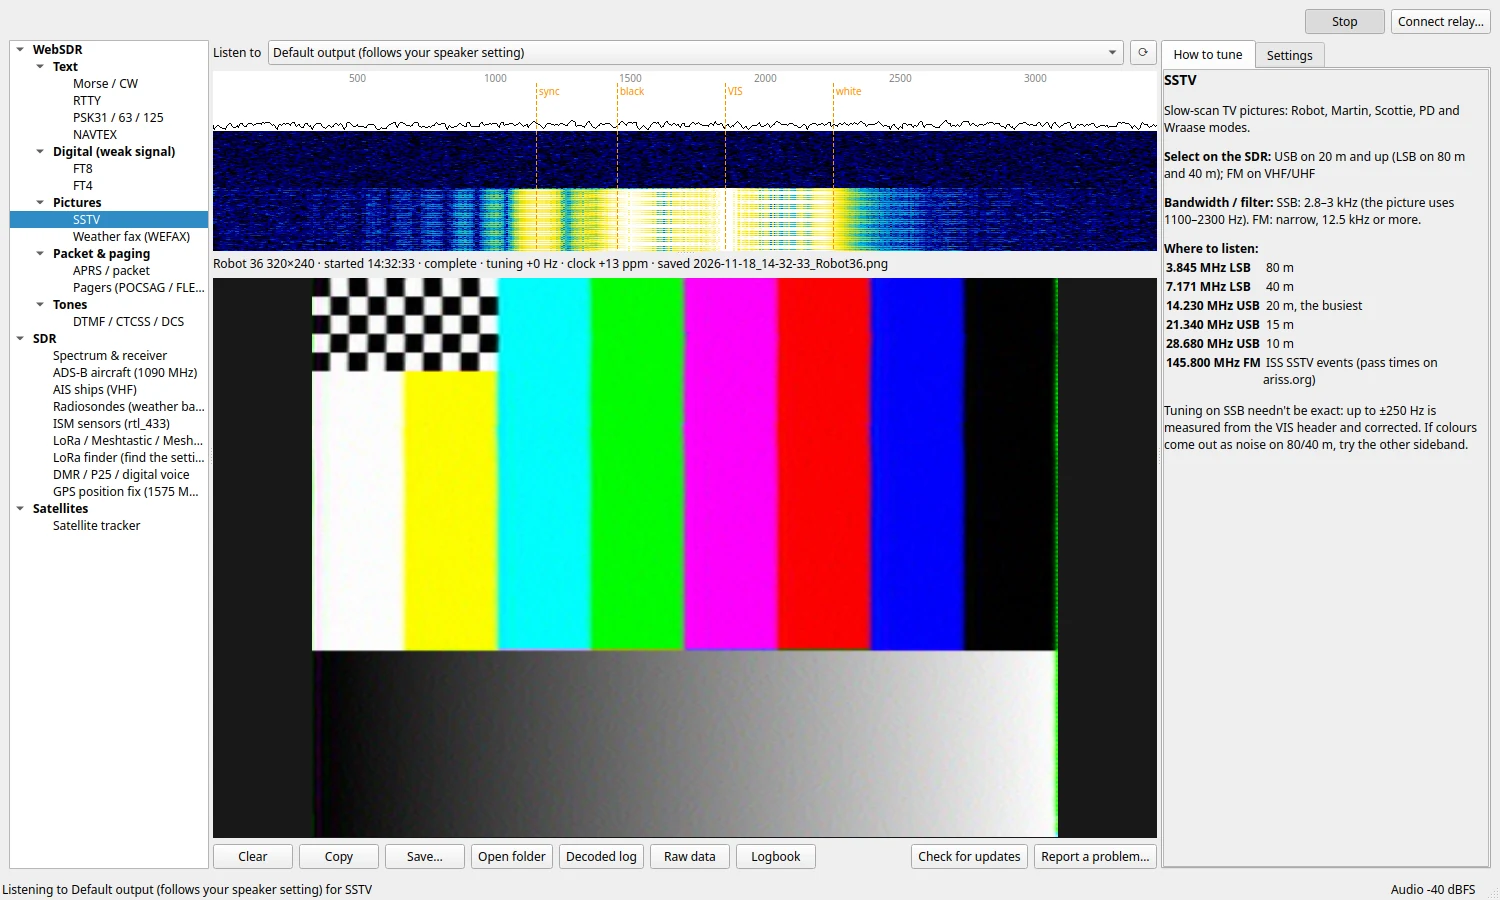 Stop
Connect relay...
WebSDR
Text
Morse / CW
RTTY
PSK31 / 63 / 125
NAVTEX
Digital (weak signal)
FT8
FT4
Pictures
SSTV
Weather fax (WEFAX)
Packet & paging
APRS / packet
Pagers (POCSAG / FLE...
Tones
DTMF / CTCSS / DCS
SDR
Spectrum & receiver
ADS-B aircraft (1090 MHz)
AIS ships (VHF)
Radiosondes (weather ba...
ISM sensors (rtl_433)
LoRa / Meshtastic / Mesh...
LoRa finder (find the setti...
DMR / P25 / digital voice
GPS position fix (1575 M...
Satellites
Satellite tracker
Listen to
Default output (follows your speaker setting)
500 1000 1500 2000 2500 3000
sync black VIS white
Robot 36 320×240 · started 14:32:33 · complete · tuning +0 Hz · clock +13 ppm · saved 2026-11-18_14-32-33_Robot36.png
Clear
Copy
Save...
Open folder
Decoded log
Raw data
Logbook
Check for updates
Report a problem...
How to tune
Settings
SSTV
Slow-scan TV pictures: Robot, Martin, Scottie, PD and
Wraase modes.
Select on the SDR: USB on 20 m and up (LSB on 80 m
and 40 m); FM on VHF/UHF
Bandwidth / filter: SSB: 2.8–3 kHz (the picture uses
1100–2300 Hz). FM: narrow, 12.5 kHz or more.
Where to listen:
3.845 MHz LSB 80 m
7.171 MHz LSB 40 m
14.230 MHz USB 20 m, the busiest
21.340 MHz USB 15 m
28.680 MHz USB 10 m
145.800 MHz FM ISS SSTV events (pass times on
ariss.org)
Tuning on SSB needn't be exact: up to ±250 Hz is
measured from the VIS header and corrected. If colours
come out as noise on 80/40 m, try the other sideband.
Listening to Default output (follows your speaker setting) for SSTV
Audio -40 dBFS